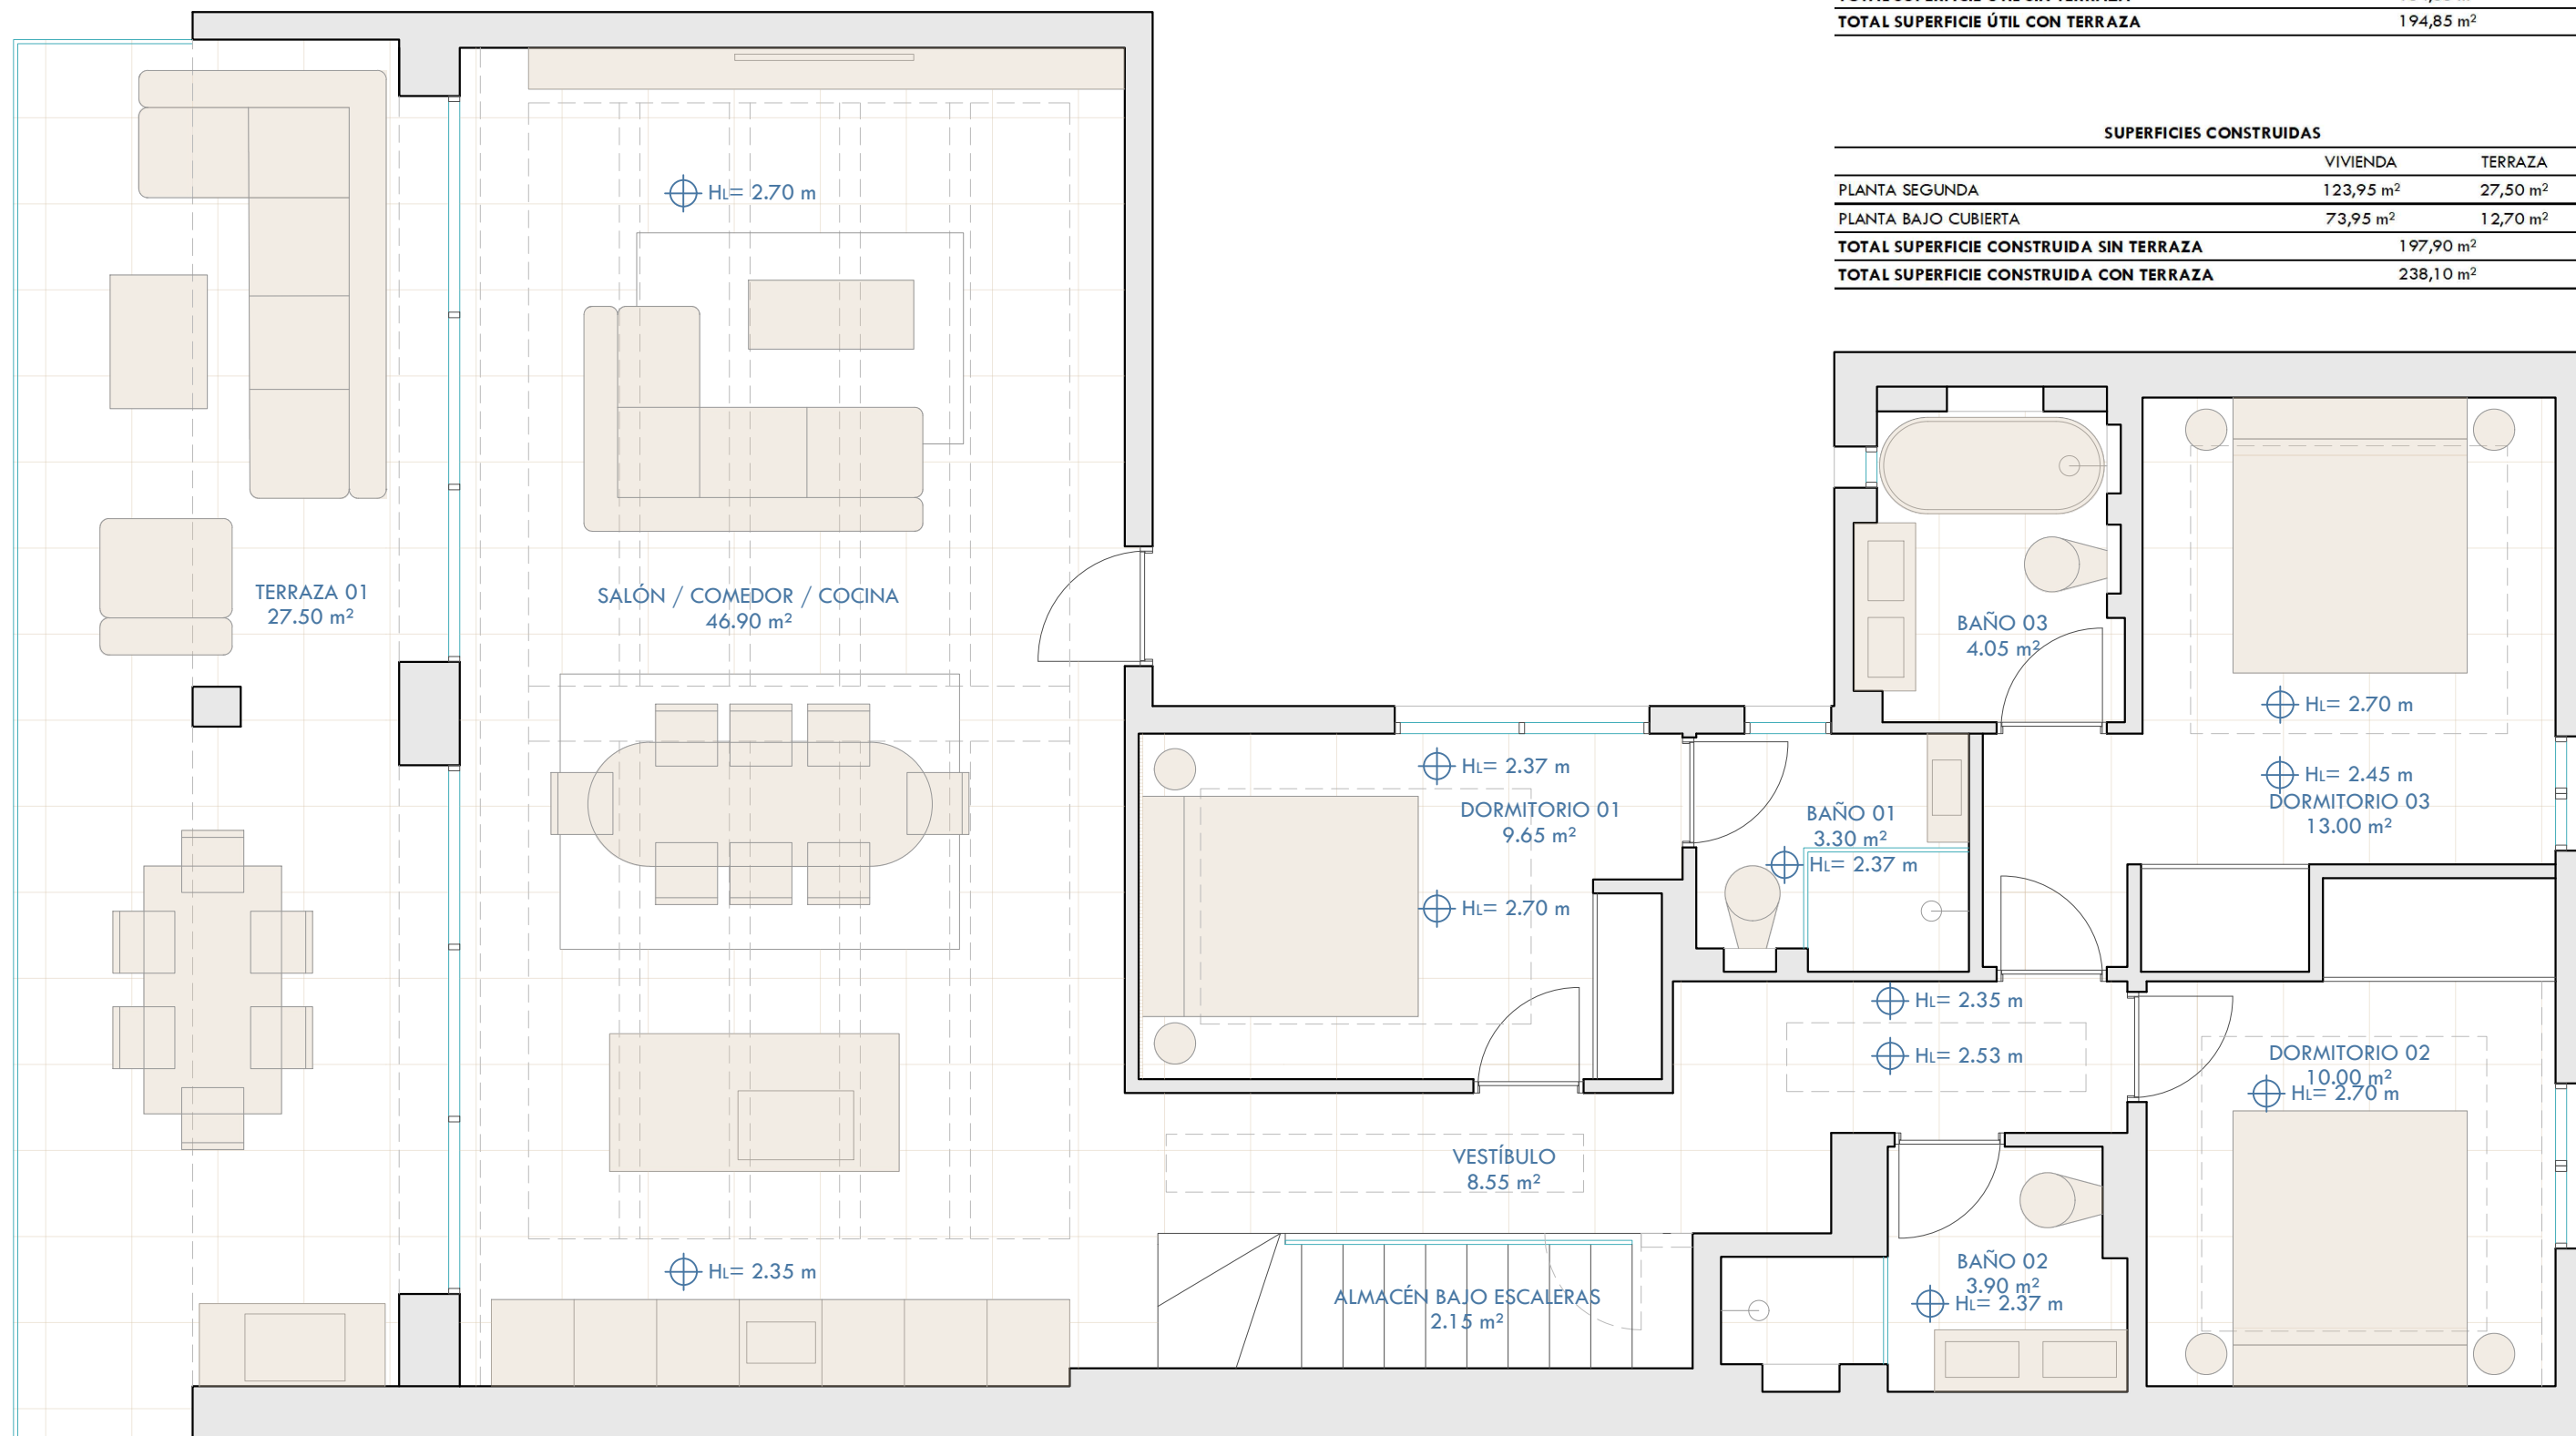 TOTAL SUPERFICIE ÚTIL CON TERRAZA 194,85 m²
SUPERFICIES CONSTRUIDAS
VIVIENDA TERRAZA
PLANTA SEGUNDA 123,95 m² 27,50 m²
PLANTA BAJO CUBIERTA 73,95 m² 12,70 m²
TOTAL SUPERFICIE CONSTRUIDA SIN TERRAZA 197,90 m²
TOTAL SUPERFICIE CONSTRUIDA CON TERRAZA 238,10 m²
HL= 2.70 m
TERRAZA 01
27.50 m²
SALÓN / COMEDOR / COCINA
46.90 m²
BAÑO 03
4.05 m²
HL= 2.70 m
HL= 2.45 m
DORMITORIO 03
13.00 m²
HL= 2.37 m
DORMITORIO 01
9.65 m²
HL= 2.70 m
BAÑO 01
3.30 m²
HL= 2.37 m
HL= 2.35 m
HL= 2.53 m
DORMITORIO 02
10.00 m²
HL= 2.70 m
VESTÍBULO
8.55 m²
HL= 2.35 m
ALMACÉN BAJO ESCALERAS
2.15 m²
BAÑO 02
3.90 m²
HL= 2.37 m